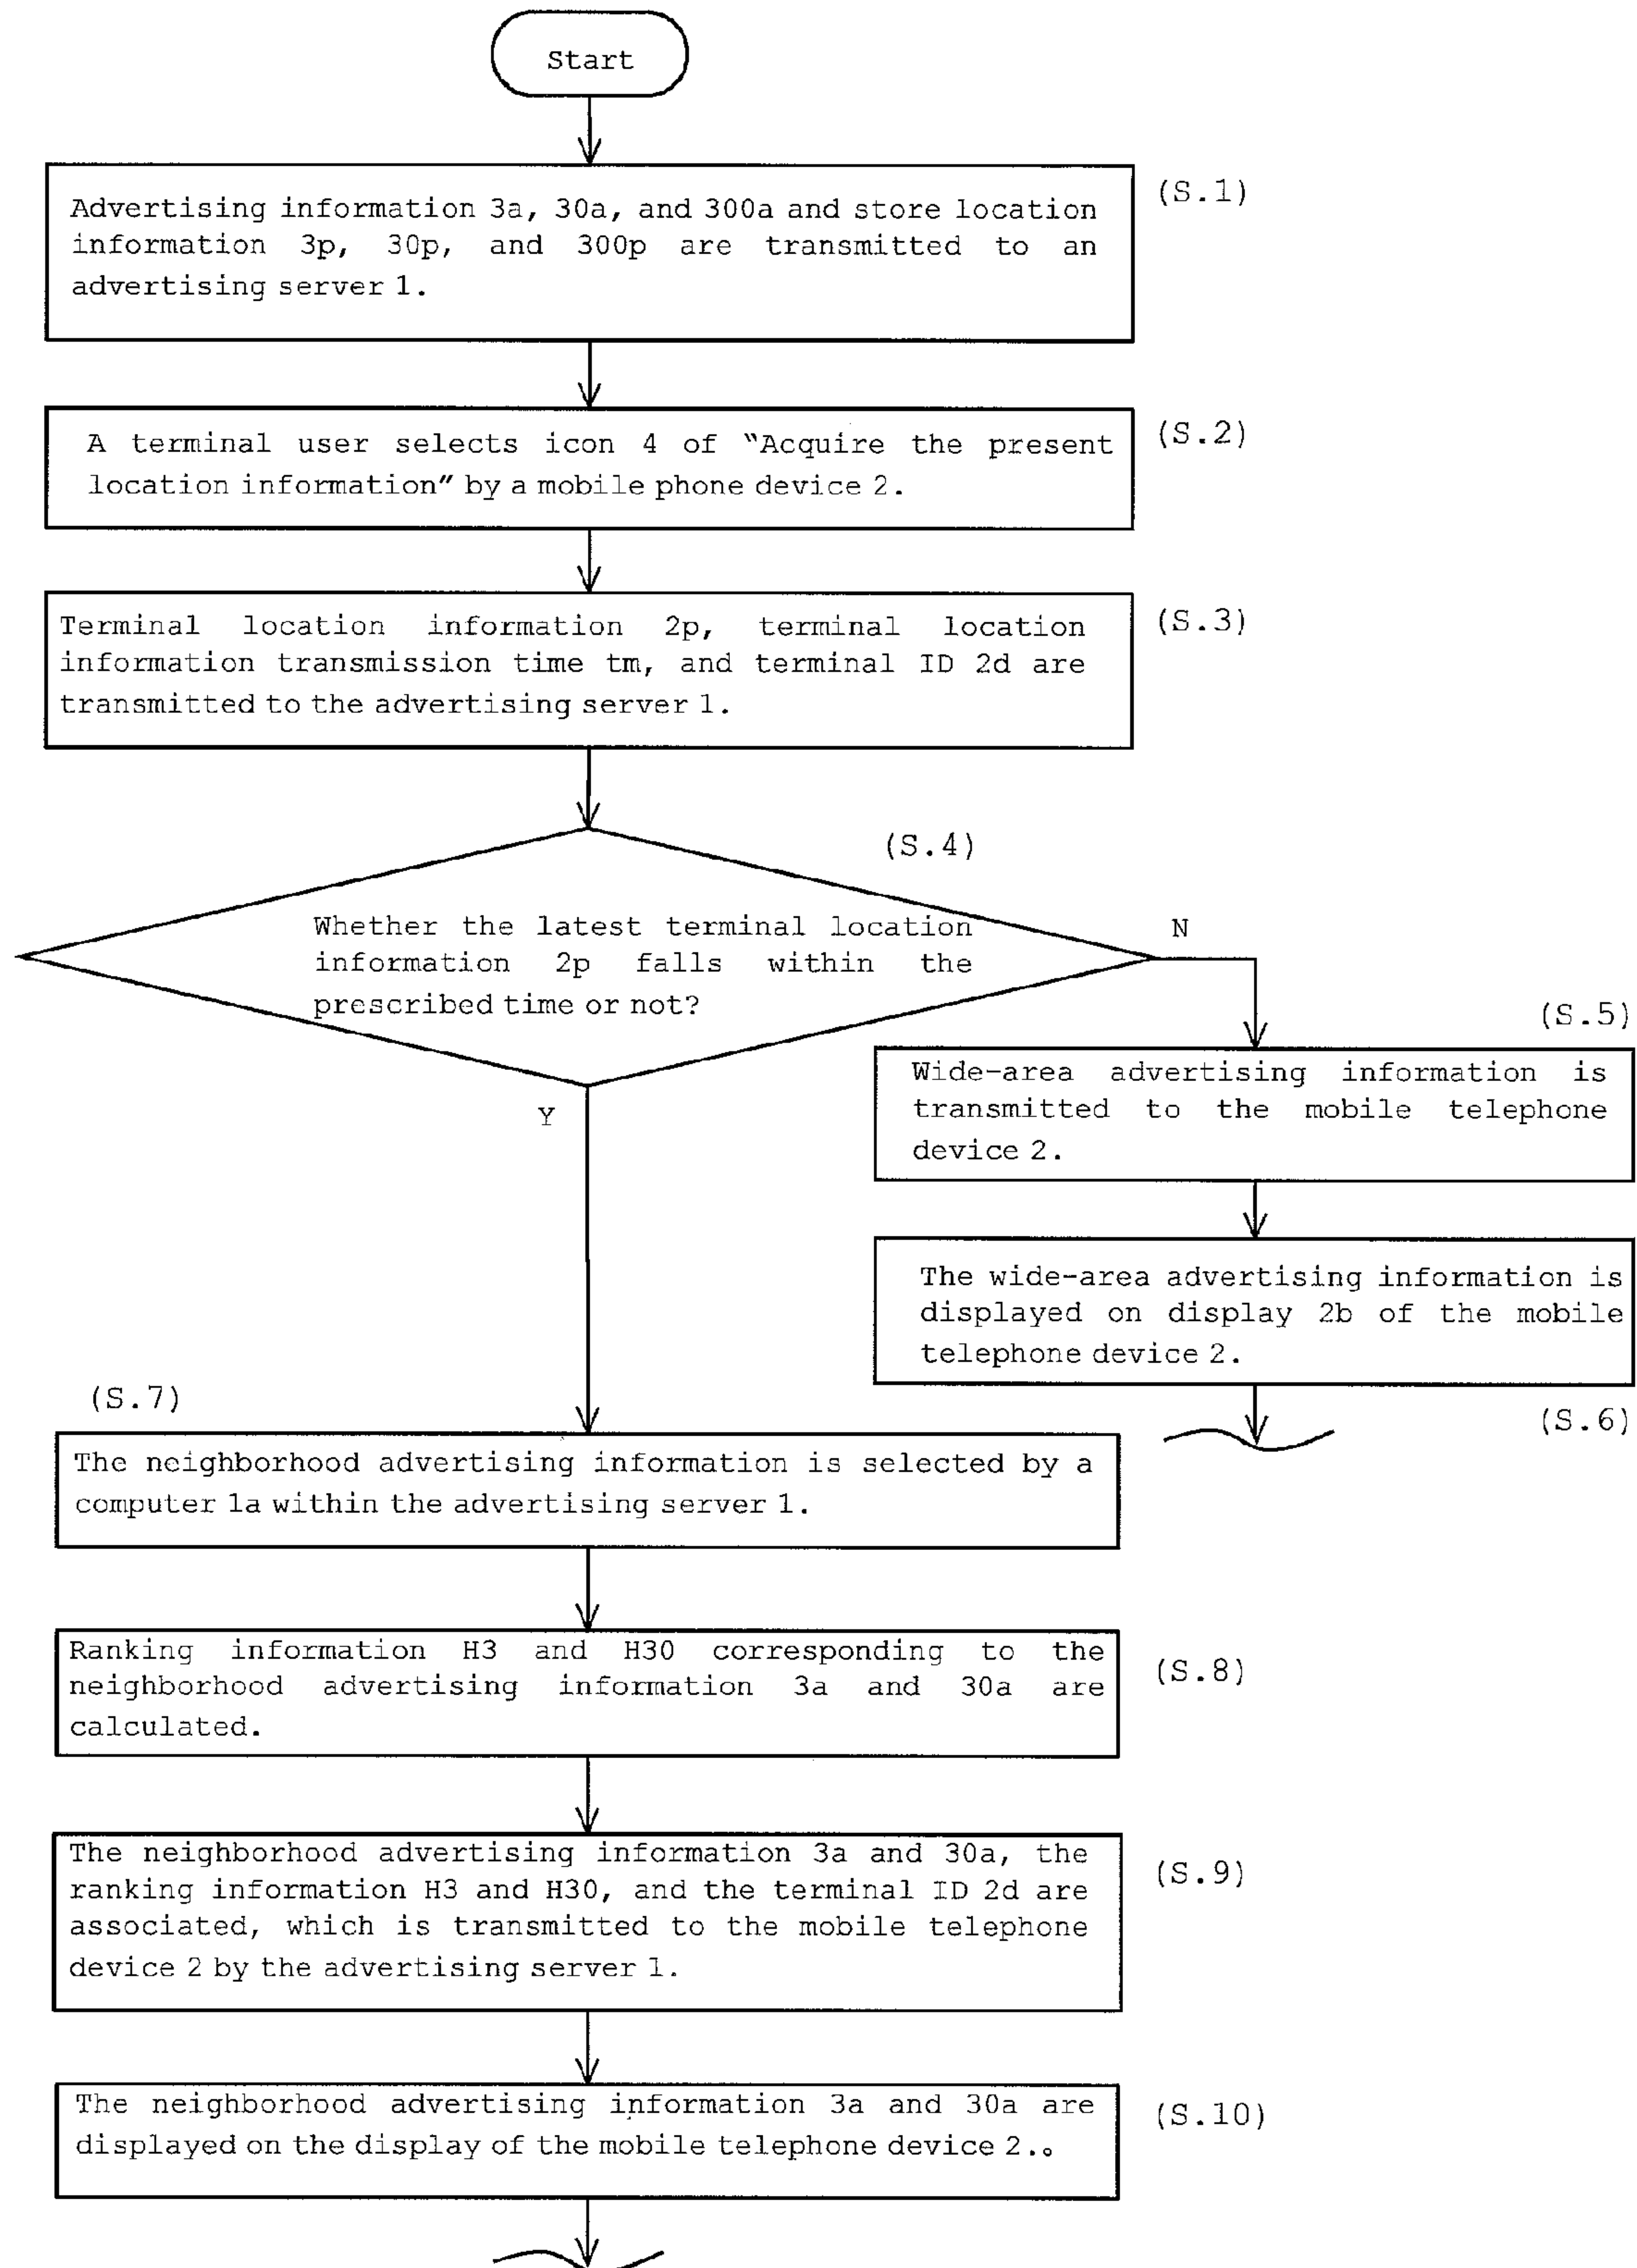 Start
Advertising information 3a, 30a, and 300a and store location
information 3p, 30p, and 300p are transmitted to an
advertising server 1.
(S.1)
A terminal user selects icon 4 of "Acquire the present
location information" by a mobile phone device 2.
(S.2)
Terminal location information 2p, terminal location
information transmission time tm, and terminal ID 2d are
transmitted to the advertising server 1.
(S.3)
(S.4)
Whether the latest terminal location
information 2p falls within the
prescribed time or not?
N
Y
(S.5)
Wide-area advertising information is
transmitted to the mobile telephone
device 2.
The wide-area advertising information is
displayed on display 2b of the mobile
telephone device 2.
(S.6)
(S.7)
The neighborhood advertising information is selected by a
computer 1a within the advertising server 1.
Ranking information H3 and H30 corresponding to the
neighborhood advertising information 3a and 30a are
calculated.
(S.8)
The neighborhood advertising information 3a and 30a, the
ranking information H3 and H30, and the terminal ID 2d are
associated, which is transmitted to the mobile telephone
device 2 by the advertising server 1.
(S.9)
The neighborhood advertising information 3a and 30a are
displayed on the display of the mobile telephone device 2.。
(S.10)